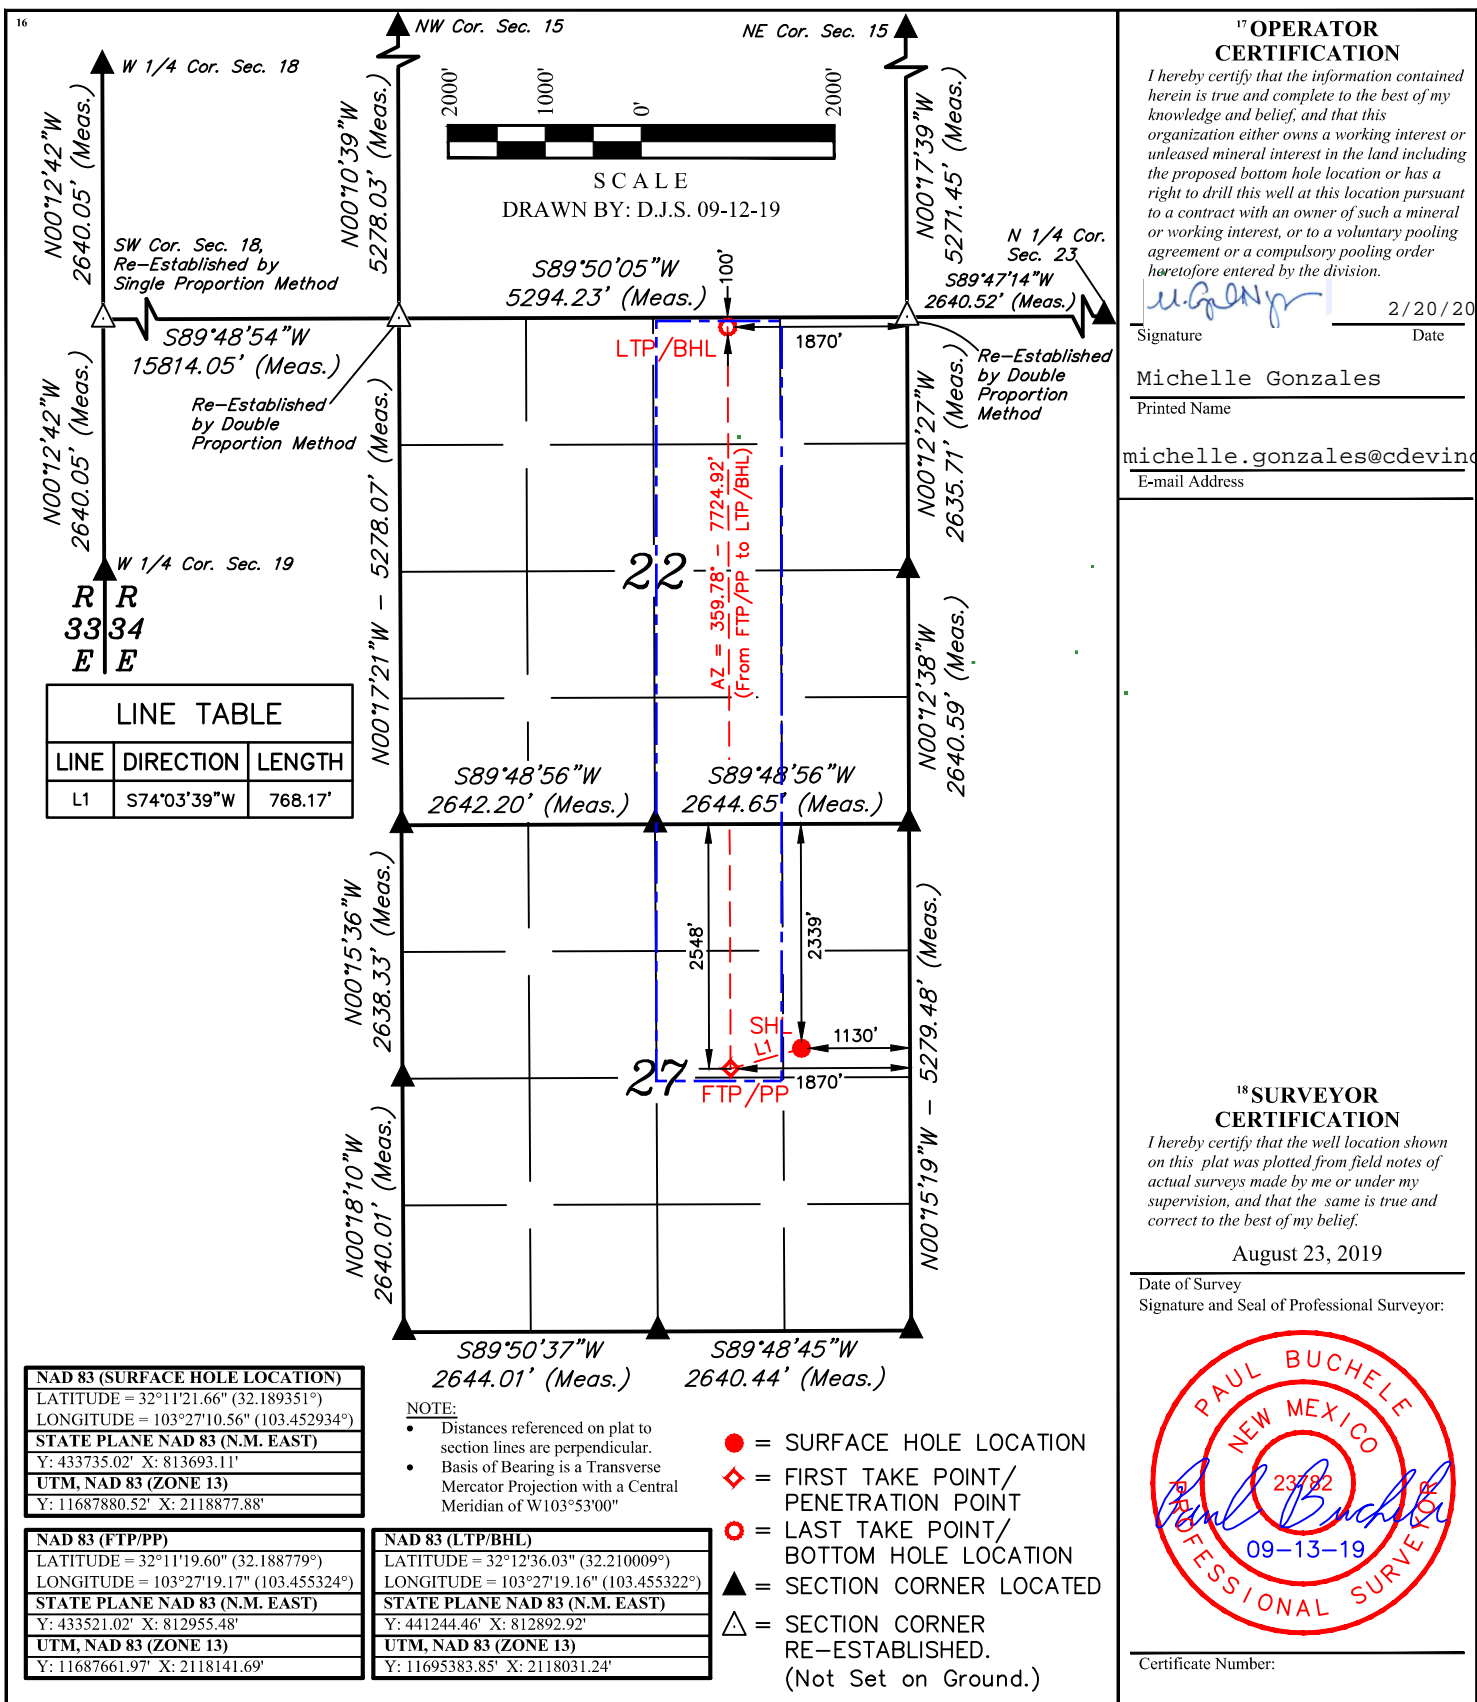 16
NW Cor. Sec. 15
NE Cor. Sec. 15
W 1/4 Cor. Sec. 18
N00°12'42"W
2640.05' (Meas.)
N00°10'39"W
5278.03' (Meas.)
2000'
1000'
0'
2000'
SCALE
DRAWN BY: D.J.S. 09-12-19
N00°17'39"W
5271.45' (Meas.)
SW Cor. Sec. 18,
Re-Established by
Single Proportion Method
S89°50'05"W
5294.23' (Meas.)
100'
N 1/4 Cor.
Sec. 23
S89°47'14"W
2640.52' (Meas.)
S89°48'54"W
15814.05' (Meas.)
LTP/BHL
1870'
Re-Established
by Double
Proportion Method
Re-Established
by Double
Proportion
Method
N00°12'42"W
2640.05' (Meas.)
W 1/4 Cor. Sec. 19
R R
33 34
E E
N00°17'21"W - 5278.07' (Meas.)
22
AZ = 359.78° - 7724.92'
(From FTP/PP to LTP/BHL)
N00°12'27"W
2635.71' (Meas.)
N00°12'38"W
2640.59' (Meas.)
LINE TABLE
LINE DIRECTION LENGTH
L1 S74°03'39"W 768.17'
S89°48'56"W
2642.20' (Meas.)
S89°48'56"W
2644.65' (Meas.)
N00°15'36"W
2638.33' (Meas.)
2548'
2339'
SHL
L1
1130'
27
FTP/PP
1870'
N00°15'19"W - 5279.48' (Meas.)
N00°18'10"W
2640.01' (Meas.)
S89°50'37"W
2644.01' (Meas.)
S89°48'45"W
2640.44' (Meas.)
NAD 83 (SURFACE HOLE LOCATION)
LATITUDE = 32°11'21.66" (32.189351°)
LONGITUDE = 103°27'10.56" (103.452934°)
STATE PLANE NAD 83 (N.M. EAST)
Y: 433735.02' X: 813693.11'
UTM, NAD 83 (ZONE 13)
Y: 11687880.52' X: 2118877.88'
NAD 83 (FTP/PP)
LATITUDE = 32°11'19.60" (32.188779°)
LONGITUDE = 103°27'19.17" (103.455324°)
STATE PLANE NAD 83 (N.M. EAST)
Y: 433521.02' X: 812955.48'
UTM, NAD 83 (ZONE 13)
Y: 11687661.97' X: 2118141.69'
NAD 83 (LTP/BHL)
LATITUDE = 32°12'36.03" (32.210009°)
LONGITUDE = 103°27'19.16" (103.455322°)
STATE PLANE NAD 83 (N.M. EAST)
Y: 441244.46' X: 812892.92'
UTM, NAD 83 (ZONE 13)
Y: 11695383.85' X: 2118031.24'
NOTE:
• Distances referenced on plat to
section lines are perpendicular.
• Basis of Bearing is a Transverse
Mercator Projection with a Central
Meridian of W103°53'00"
= SURFACE HOLE LOCATION
= FIRST TAKE POINT/
PENETRATION POINT
= LAST TAKE POINT/
BOTTOM HOLE LOCATION
= SECTION CORNER LOCATED
= SECTION CORNER
RE-ESTABLISHED.
(Not Set on Ground.)
17 OPERATOR
CERTIFICATION
I hereby certify that the information contained
herein is true and complete to the best of my
knowledge and belief, and that this
organization either owns a working interest or
unleased mineral interest in the land including
the proposed bottom hole location or has a
right to drill this well at this location pursuant
to a contract with an owner of such a mineral
or working interest, or to a voluntary pooling
agreement or a compulsory pooling order
heretofore entered by the division.
2/20/20
Signature Date
Michelle Gonzales
Printed Name
michelle.gonzales@cdevinc
E-mail Address
18 SURVEYOR
CERTIFICATION
I hereby certify that the well location shown
on this plat was plotted from field notes of
actual surveys made by me or under my
supervision, and that the same is true and
correct to the best of my belief.
August 23, 2019
Date of Survey
Signature and Seal of Professional Surveyor:
PAUL BUCHELE
NEW MEXICO
23782
Paul Buchele
09-13-19
PROFESSIONAL SURVEYOR
Certificate Number: